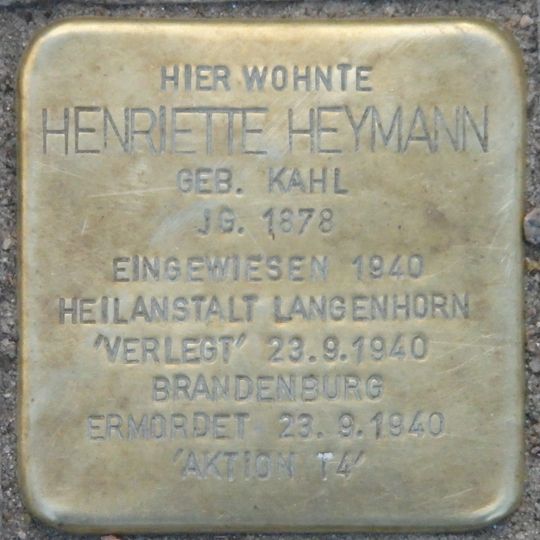 HIER WOHNTE
HENRIETTE HEYMANN
GEB. KAHL
JG. 1878
EINGEWIESEN 1940
HEILANSTALT LANGENHORN
'VERLEGT' 23.9.1940
BRANDENBURG
ERMORDET 23.9.1940
'AKTION T4'